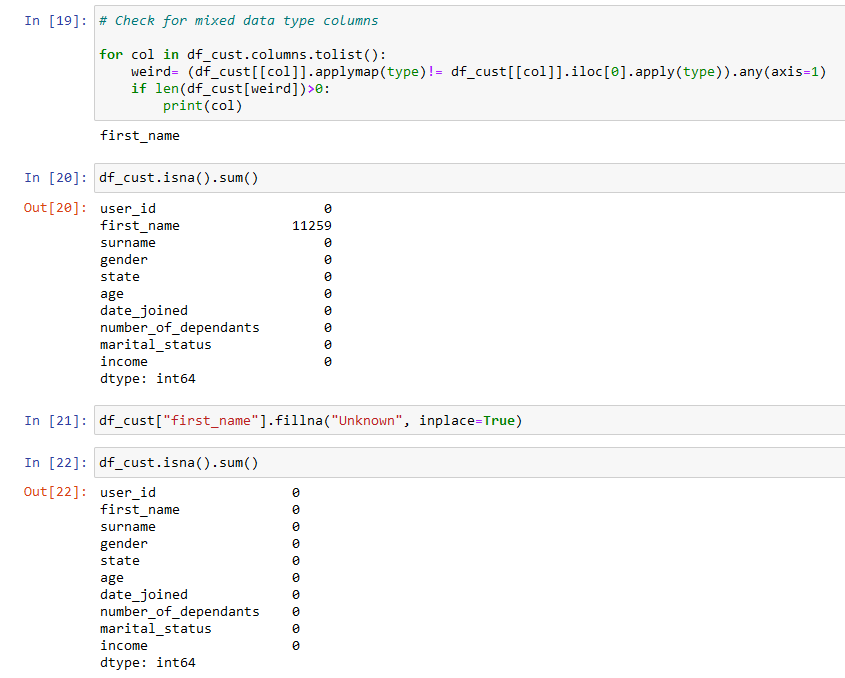 In [19]: # Check for mixed data type columns
for col in df_cust.columns.tolist():
    weird= (df_cust[[col]].applymap(type)!= df_cust[[col]].iloc[0].apply(type)).any(axis=1)
    if len(df_cust[weird])>0:
        print(col)
first_name
In [20]: df_cust.isna().sum()
Out[20]: user_id 0
first_name 11259
surname 0
gender 0
state 0
age 0
date_joined 0
number_of_dependants 0
marital_status 0
income 0
dtype: int64
In [21]: df_cust["first_name"].fillna("Unknown", inplace=True)
In [22]: df_cust.isna().sum()
Out[22]: user_id 0
first_name 0
surname 0
gender 0
state 0
age 0
date_joined 0
number_of_dependants 0
marital_status 0
income 0
dtype: int64